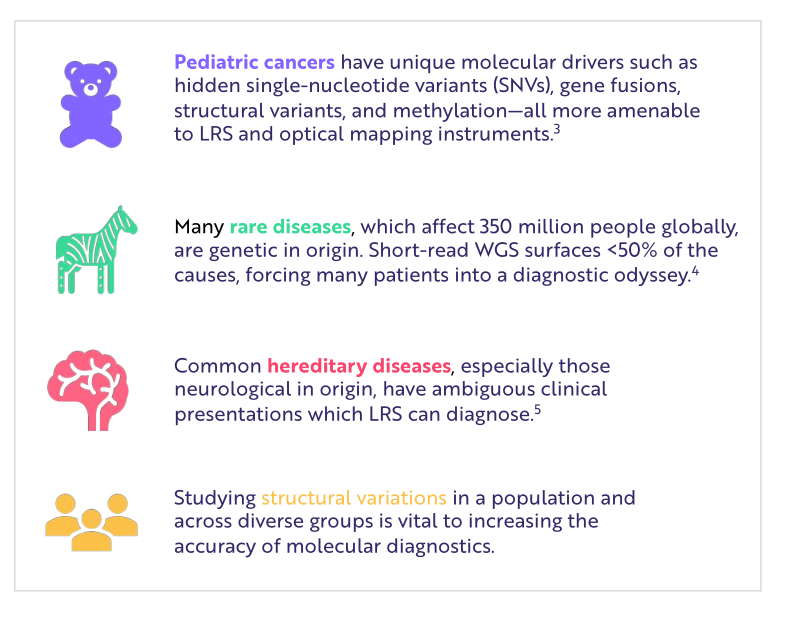 Pediatric cancers have unique molecular drivers such as
hidden single-nucleotide variants (SNVs), gene fusions,
structural variants, and methylation—all more amenable
to LRS and optical mapping instruments.³
Many rare diseases, which affect 350 million people globally,
are genetic in origin. Short-read WGS surfaces <50% of the
causes, forcing many patients into a diagnostic odyssey.⁴
Common hereditary diseases, especially those
neurological in origin, have ambiguous clinical
presentations which LRS can diagnose.⁵
Studying structural variations in a population and
across diverse groups is vital to increasing the
accuracy of molecular diagnostics.